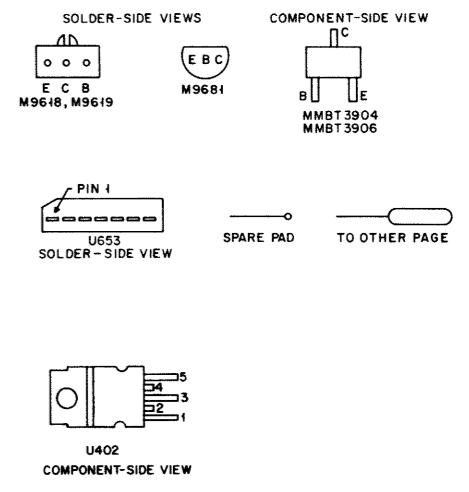 SOLDER-SIDE VIEWS
COMPONENT-SIDE VIEW
E C B
M9618, M9619
E B C
M9681
C
B E
MMBT3904
MMBT3906
PIN 1
U653
SOLDER-SIDE VIEW
SPARE PAD
TO OTHER PAGE
5
4
3
2
1
U402
COMPONENT-SIDE VIEW